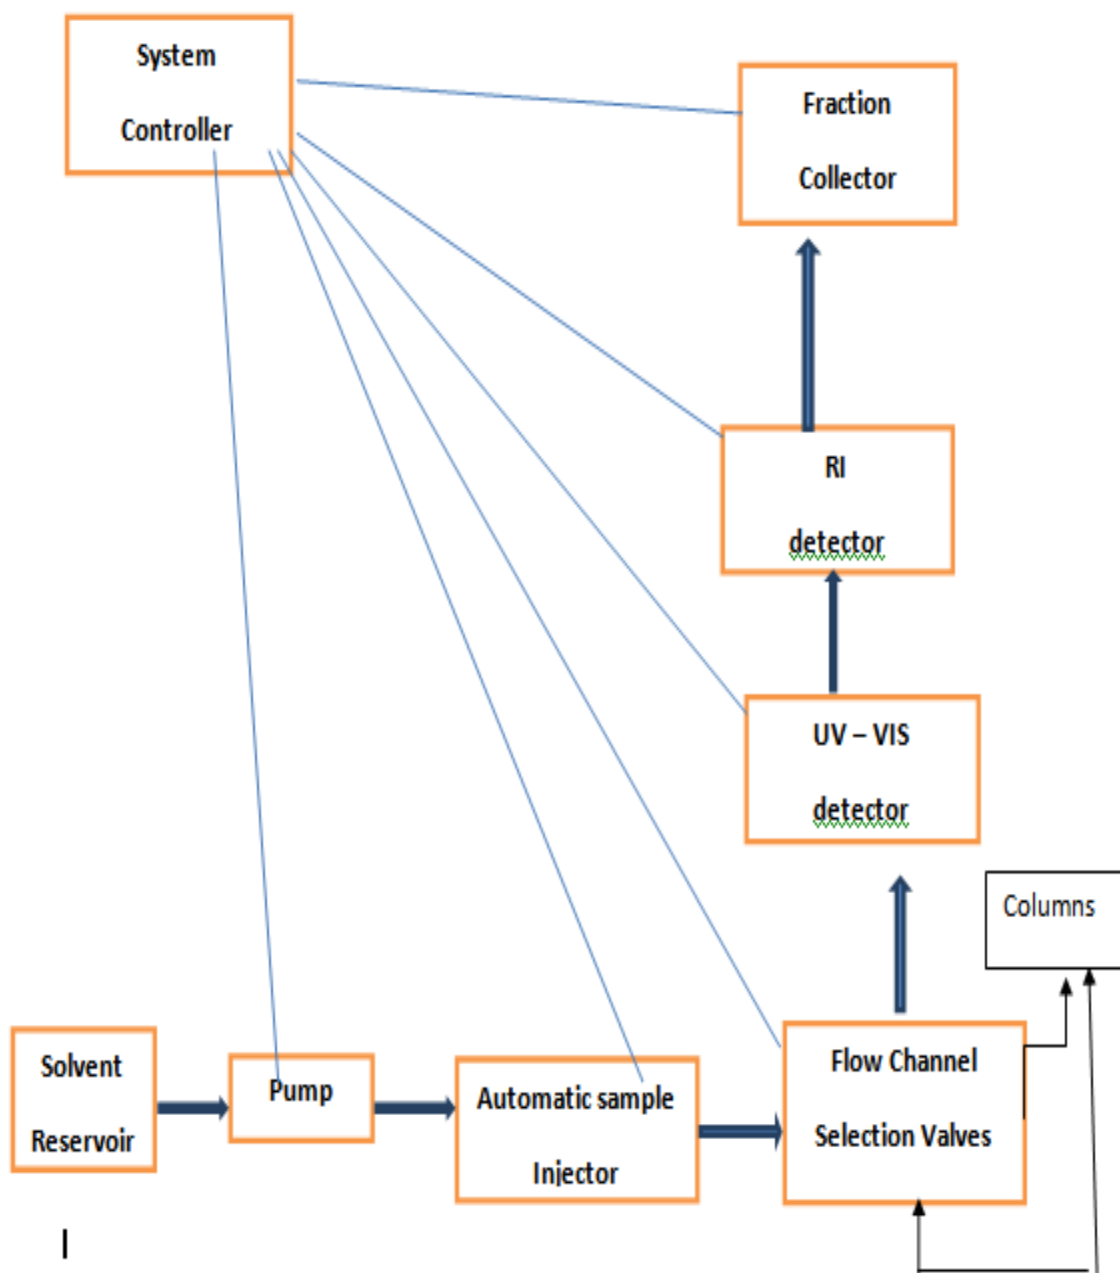 System
Controller
Fraction
Collector
RI
detector
UV – VIS
detector
Columns
Solvent
Reservoir
Pump
Automatic sample
Injector
Flow Channel
Selection Valves